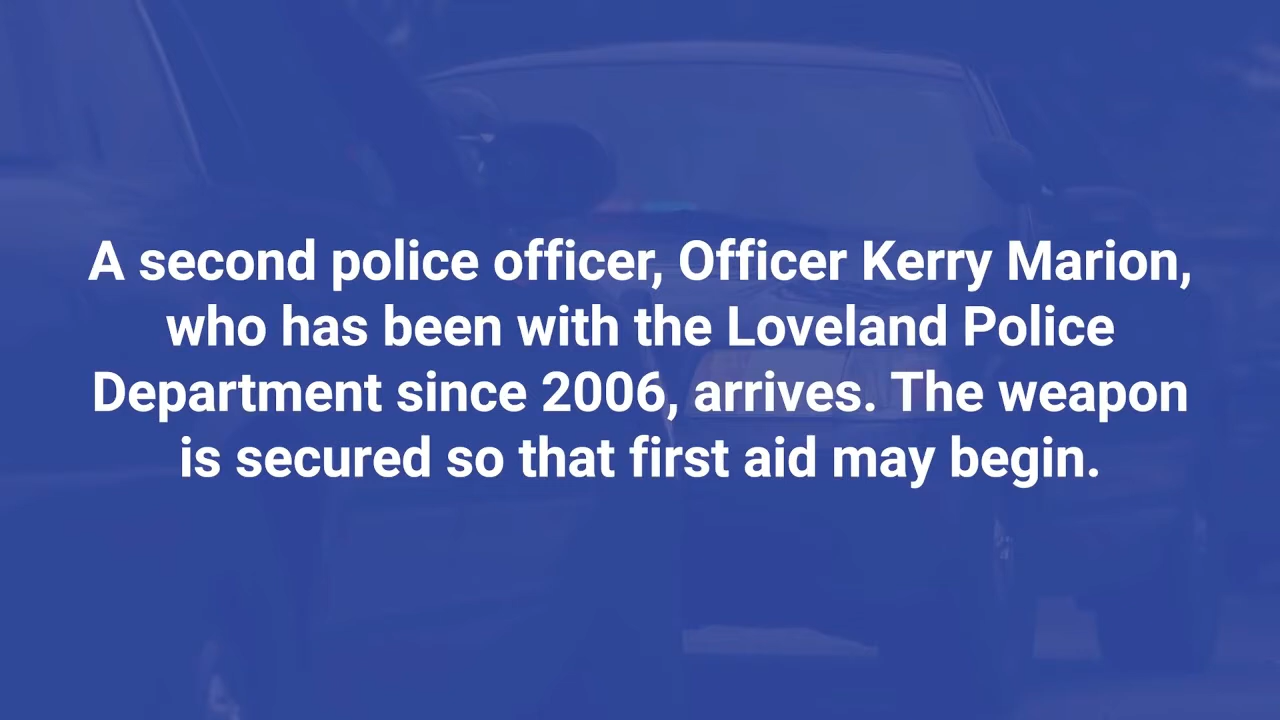 A second police officer, Officer Kerry Marion,
who has been with the Loveland Police
Department since 2006, arrives. The weapon
is secured so that first aid may begin.